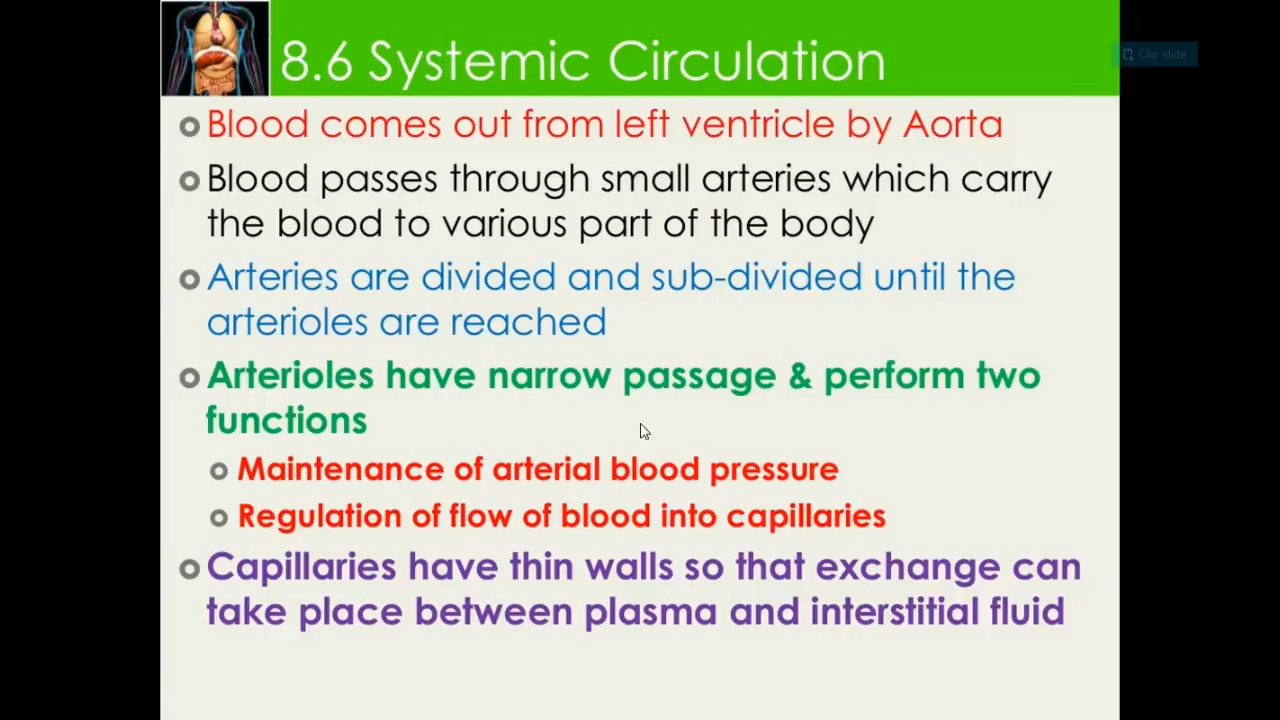 8.6 Systemic Circulation
Clip slide
Blood comes out from left ventricle by Aorta
Blood passes through small arteries which carry
the blood to various part of the body
Arteries are divided and sub-divided until the
arterioles are reached
Arterioles have narrow passage & perform two
functions
Maintenance of arterial blood pressure
Regulation of flow of blood into capillaries
Capillaries have thin walls so that exchange can
take place between plasma and interstitial fluid